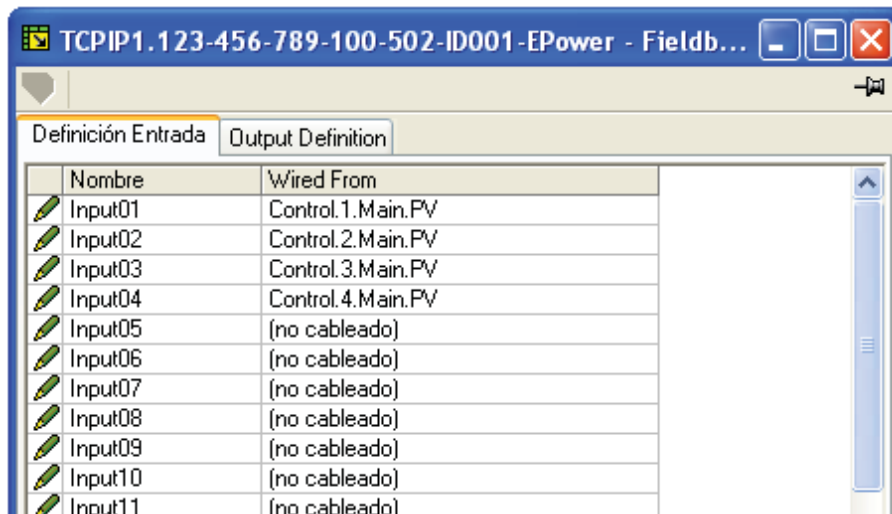 TCPIP1.123-456-789-100-502-ID001-EPower - Fieldb...
Definición Entrada Output Definition
Nombre Wired From
Input01 Control.1.Main.PV
Input02 Control.2.Main.PV
Input03 Control.3.Main.PV
Input04 Control.4.Main.PV
Input05 (no cableado)
Input06 (no cableado)
Input07 (no cableado)
Input08 (no cableado)
Input09 (no cableado)
Input10 (no cableado)
Input11 (no cableado)